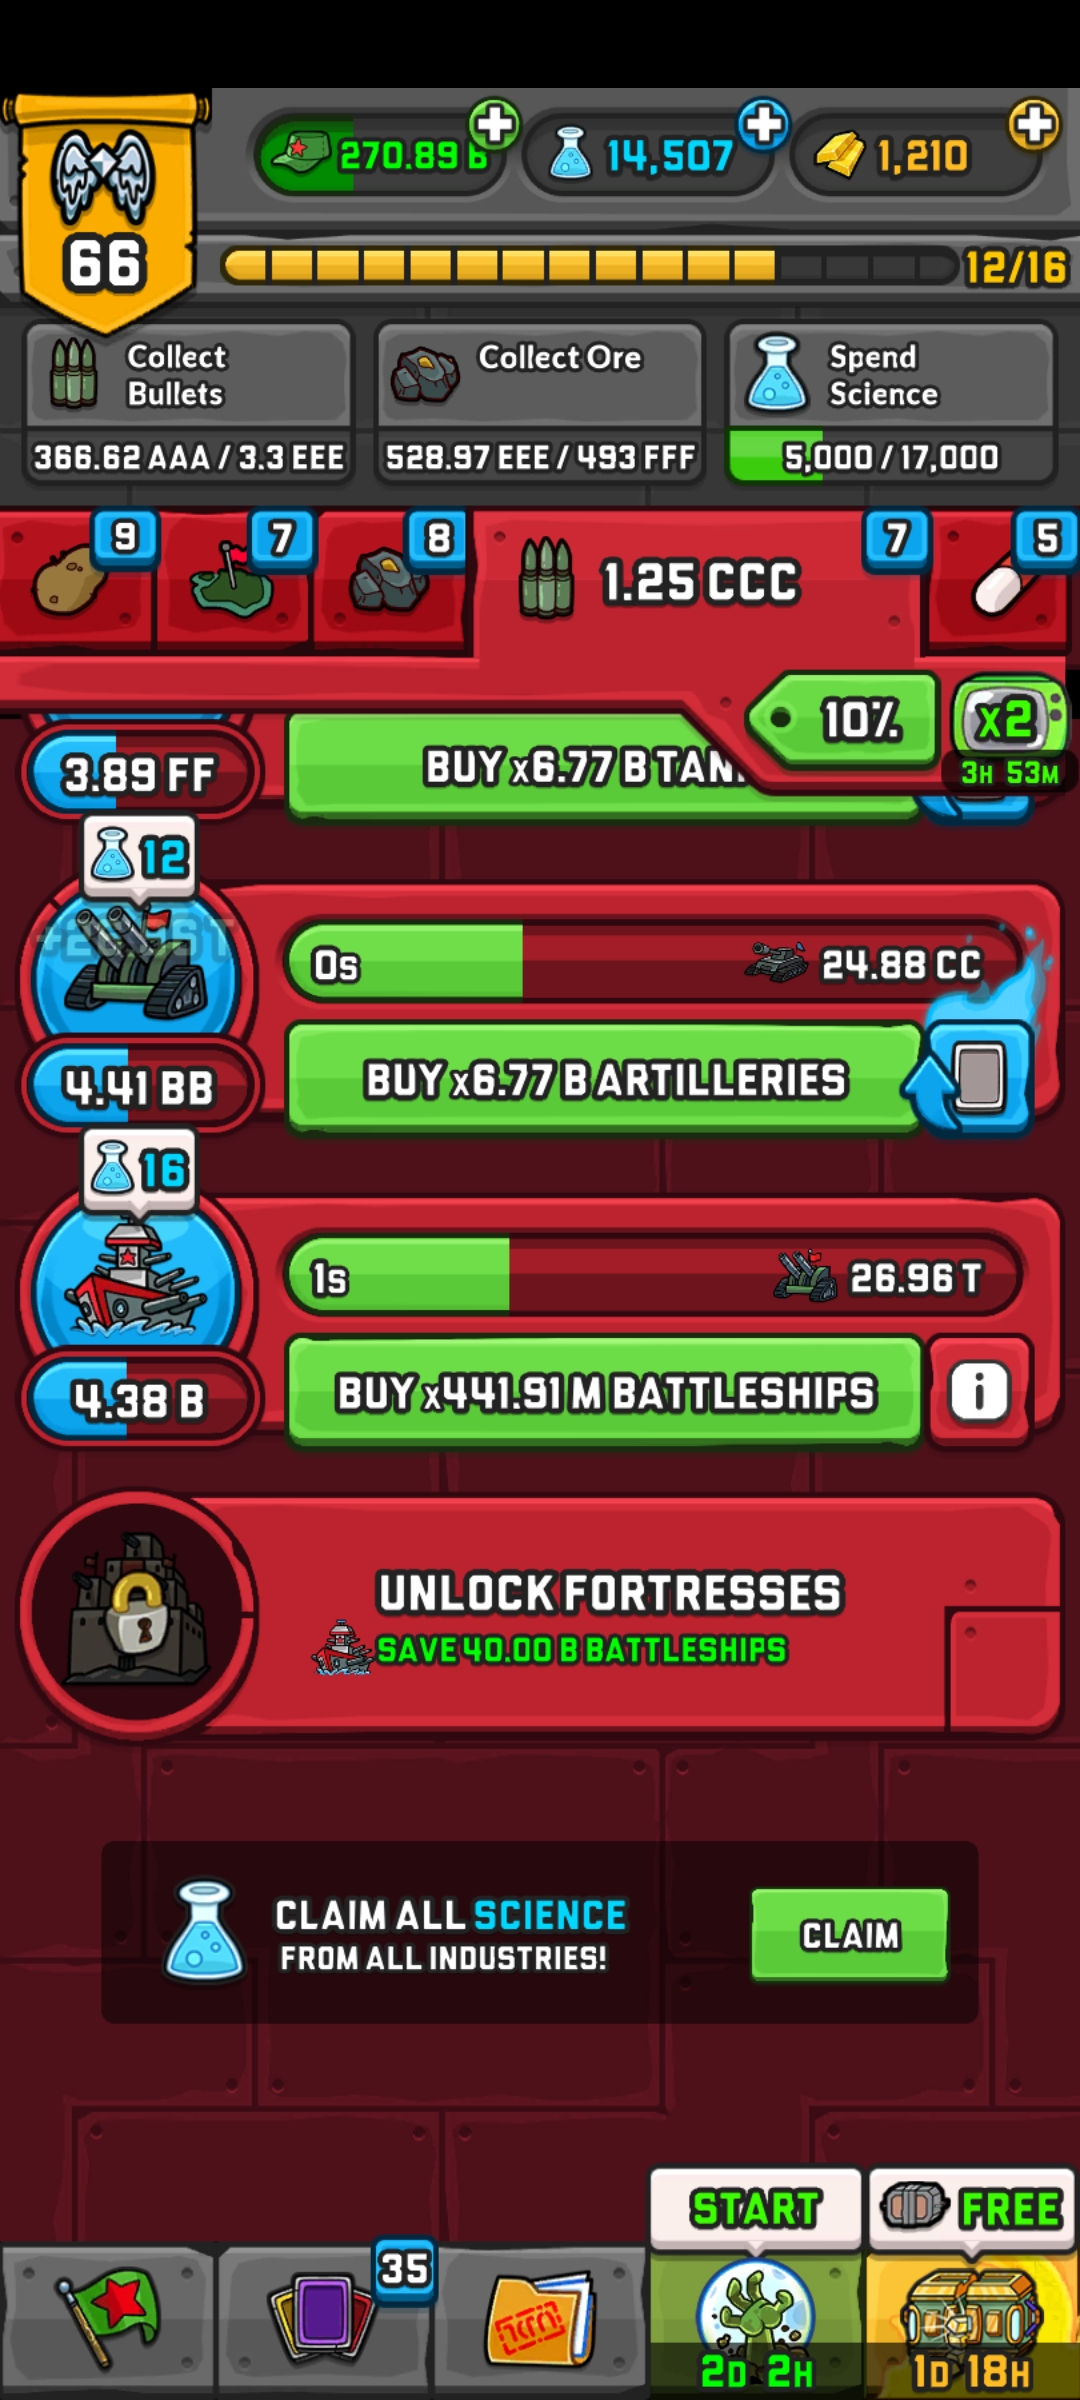 270.89 B
14,507
1,210
66
12/16
Collect
Bullets
366.62 AAA / 3.3 EEE
Collect Ore
528.97 EEE / 493 FFF
Spend
Science
5,000 / 17,000
9
7
8
1.25 CCC
7
5
10%
x2
3H 53M
3.89 FF
BUY x6.77 B
12
0s
24.88 CC
4.41 BB
BUY x6.77 B ARTILLERIES
16
1s
26.96 T
4.38 B
BUY x441.91 M BATTLESHIPS
i
UNLOCK FORTRESSES
SAVE 40.00 B BATTLESHIPS
CLAIM ALL SCIENCE
FROM ALL INDUSTRIES!
CLAIM
START
FREE
35
2D 2H
1D 18H